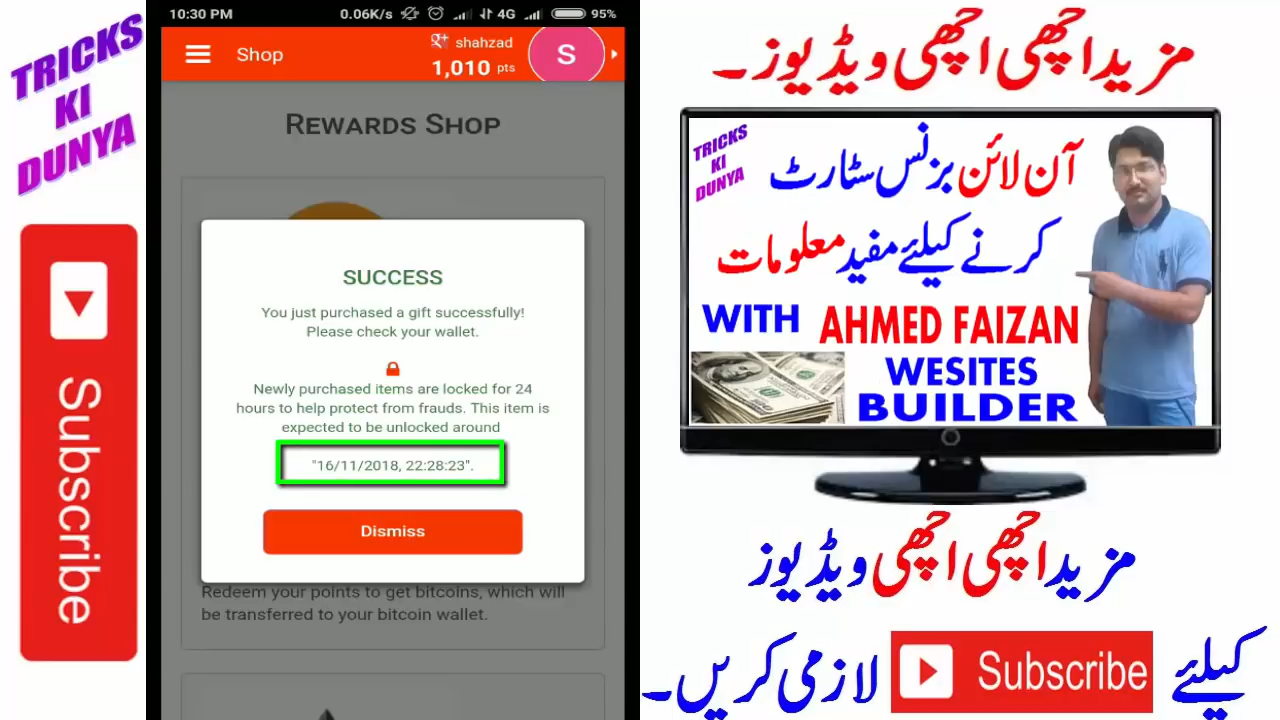 TRICKS
KI
DUNYA
Subscribe
10:30 PM
0.06K/s
4G
95%
Shop
shahzad
1,010 pts
S
REWARDS SHOP
SUCCESS
You just purchased a gift successfully!
Please check your wallet.
Newly purchased items are locked for 24
hours to help protect from frauds. This item is
expected to be unlocked around
"16/11/2018, 22:28:23".
Dismiss
Redeem your points to get bitcoins, which will
be transferred to your bitcoin wallet.
مزید اچھی اچھی ویڈیوز۔
TRICKS
KI
DUNYA
آن لائن بزنس سٹارٹ
کرنے کیلئے مفید معلومات
WITH AHMED FAIZAN
WESITES
BUILDER
مزید اچھی اچھی ویڈیوز
کیلئے Subscribe لازمی کریں۔